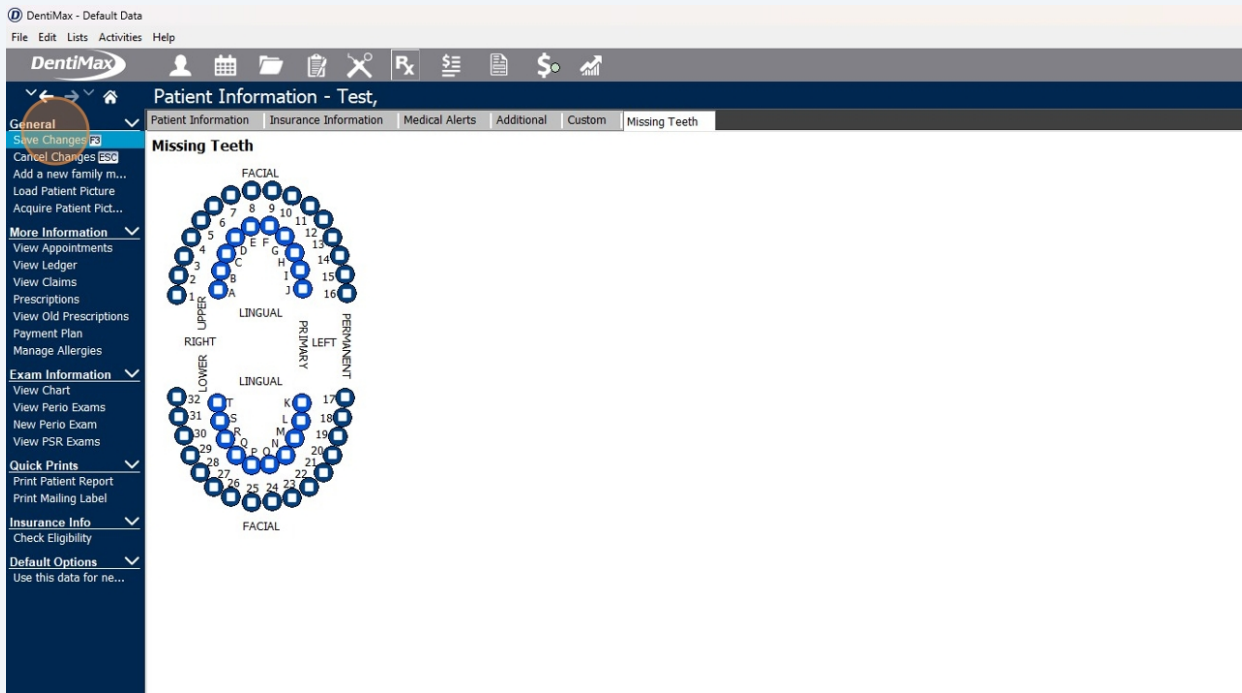 DentiMax - Default Data
File Edit Lists Activities Help
DentiMax
Rx
Patient Information - Test,
General
Save Changes F3
Cancel Changes ESC
Add a new family m...
Load Patient Picture
Acquire Patient Pict...
More Information
View Appointments
View Ledger
View Claims
Prescriptions
View Old Prescriptions
Payment Plan
Manage Allergies
Exam Information
View Chart
View Perio Exams
New Perio Exam
View PSR Exams
Quick Prints
Print Patient Report
Print Mailing Label
Insurance Info
Check Eligibility
Default Options
Use this data for ne...
Patient Information Insurance Information Medical Alerts Additional Custom Missing Teeth
Missing Teeth
FACIAL
7 8 9 10
6 11
5 E F 12
4 D G 13
3 C H 14
2 B I 15
1 A J 16
UPPER
LINGUAL
RIGHT
PRIMARY
LEFT
PERMANENT
LOWER
LINGUAL
32 T K 17
31 S L 18
30 R M 19
29 Q P O N 20
28 21
27 22
26 25 24 23
FACIAL